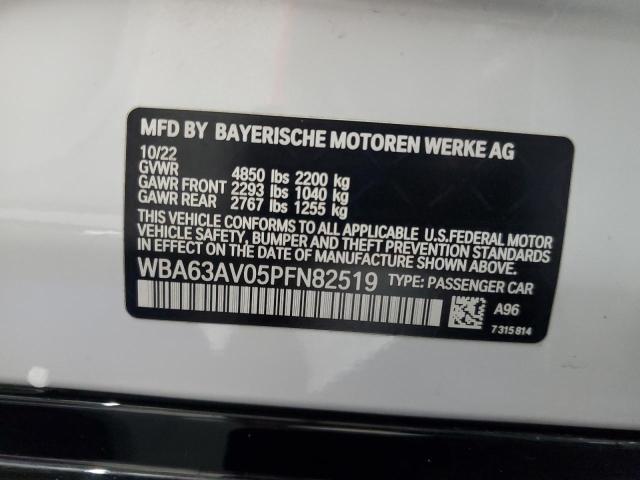 MFD BY BAYERISCHE MOTOREN WERKE AG
10/22
GVWR 4850 lbs 2200 kg
GAWR FRONT 2293 lbs 1040 kg
GAWR REAR 2767 lbs 1255 kg
THIS VEHICLE CONFORMS TO ALL APPLICABLE U.S.FEDERAL MOTOR
VEHICLE SAFETY, BUMPER, AND THEFT PREVENTION STANDARDS
IN EFFECT ON THE DATE OF MANUFACTURE SHOWN ABOVE.
WBA63AV05PFN82519 TYPE: PASSENGER CAR
A96
7315814